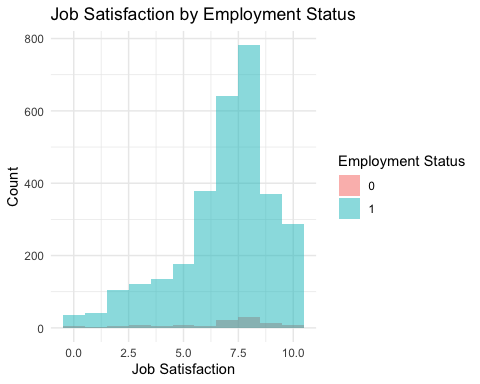 Job Satisfaction by Employment Status
800
600
400
200
0
Count
0.0 2.5 5.0 7.5 10.0
Job Satisfaction
Employment Status
0
1